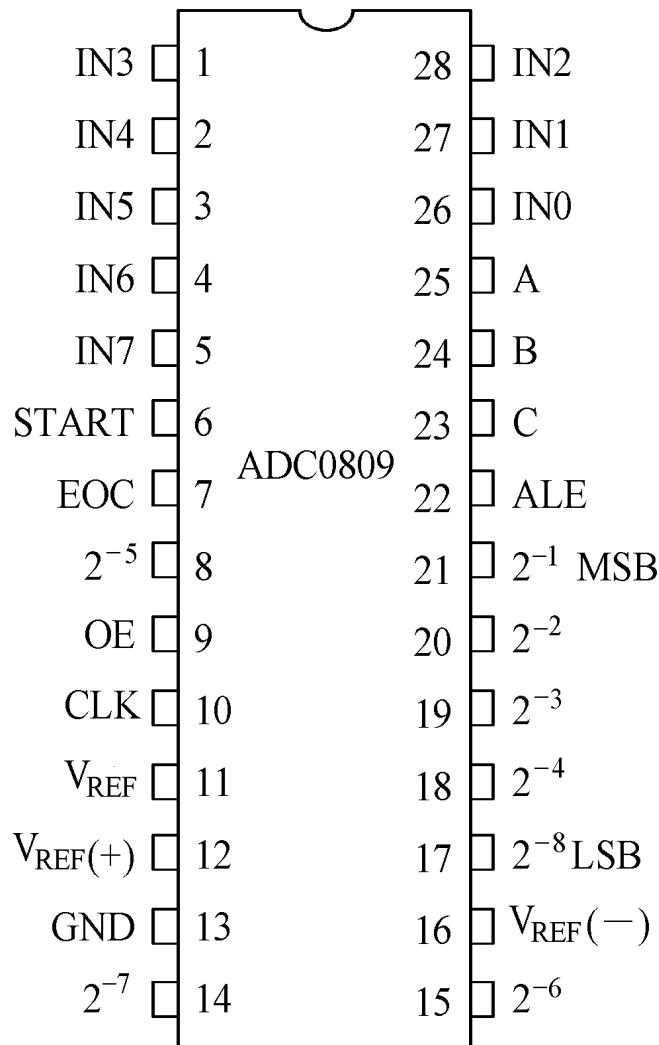 IN3 1 28 IN2
IN4 2 27 IN1
IN5 3 26 IN0
IN6 4 25 A
IN7 5 24 B
START 6 23 C
ADC0809
EOC 7 22 ALE
2⁻⁵ 8 21 2⁻¹ MSB
OE 9 20 2⁻²
CLK 10 19 2⁻³
V_REF 11 18 2⁻⁴
V_REF(+) 12 17 2⁻⁸LSB
GND 13 16 V_REF(—)
2⁻⁷ 14 15 2⁻⁶